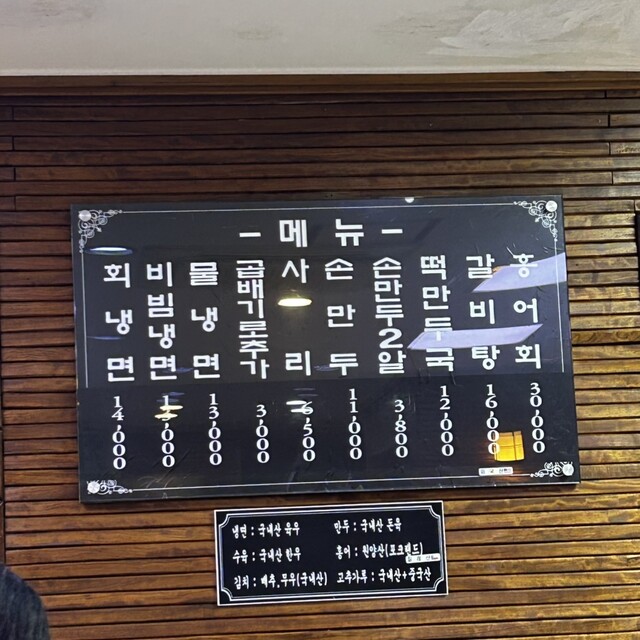 -메뉴-
회냉면 14,000
비빔냉면
물냉면 13,000
곱배기로추가 3,000
사리 6,500
손만두 11,000
손만두2알 3,800
떡만두국 12,000
갈비탕 16,000
홍어회 30,000
냉면 : 국내산 육우 만두 : 국내산 돈육
수육 : 국내산 한우 홍어 : 원양산(포크랜드)
김치 : 배추,무우(국내산) 고추가루 : 국내산+중국산